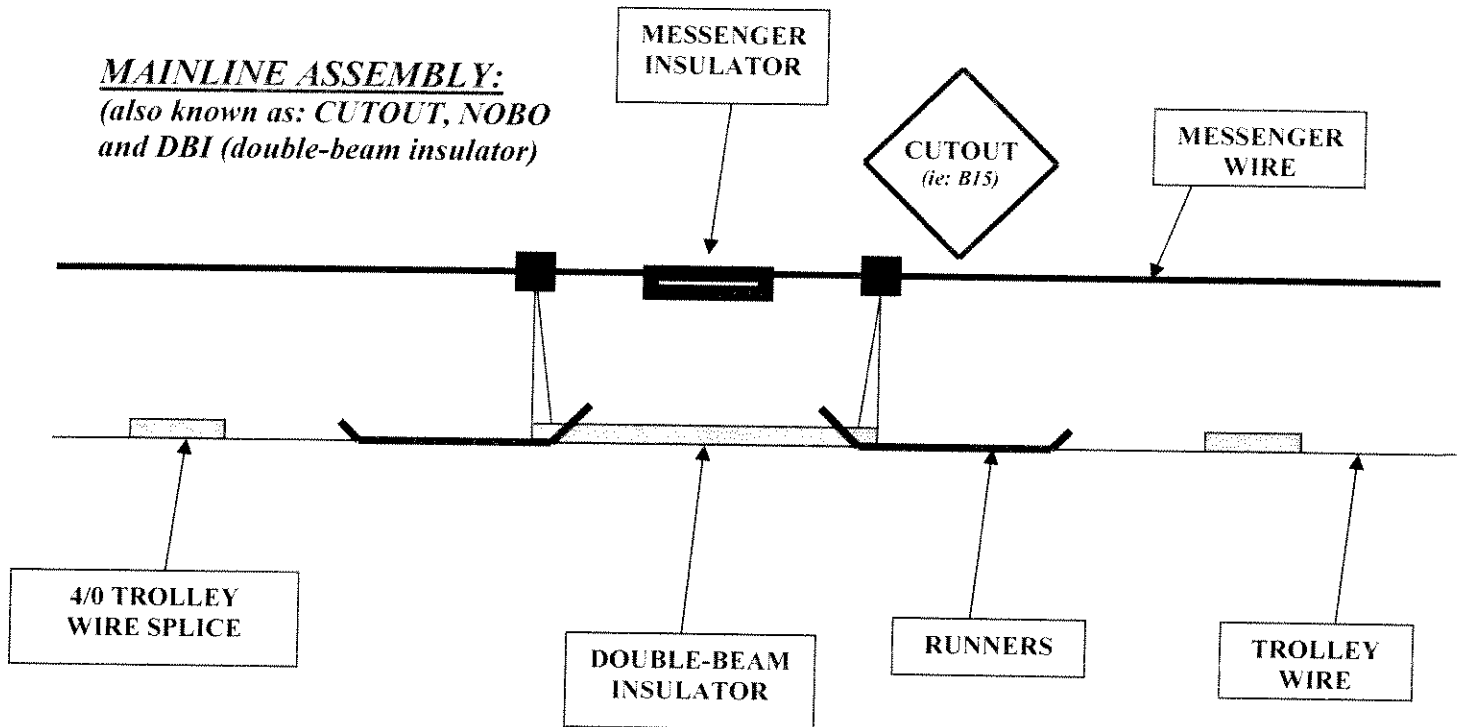 MAINLINE ASSEMBLY:
(also known as: CUTOUT, NOBO
and DBI (double-beam insulator)
MESSENGER
INSULATOR
CUTOUT
(ie: B15)
MESSENGER
WIRE
4/0 TROLLEY
WIRE SPLICE
DOUBLE-BEAM
INSULATOR
RUNNERS
TROLLEY
WIRE